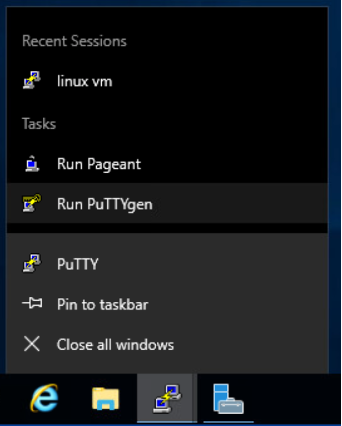 Recent Sessions
linux vm
Tasks
Run Pageant
Run PuTTYgen
PuTTY
Pin to taskbar
Close all windows